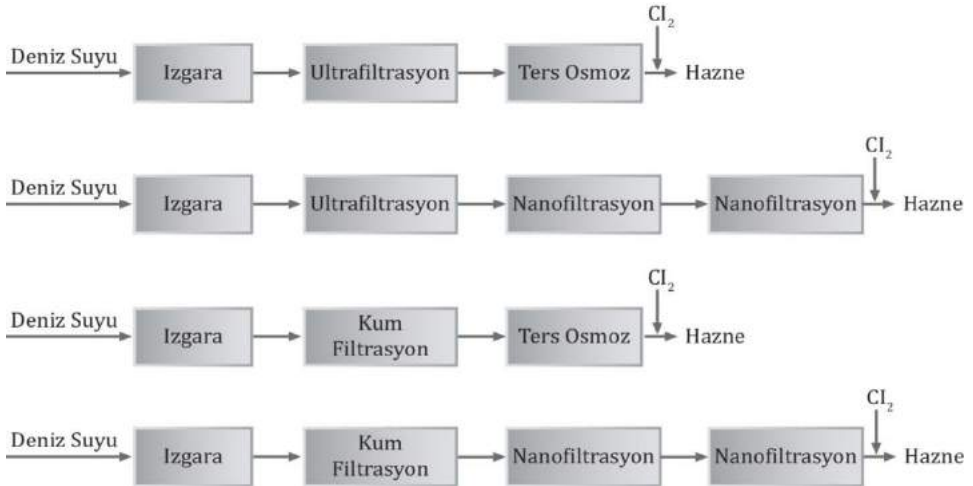 Cl₂
Deniz Suyu
Izgara
Ultrafiltrasyon
Ters Osmoz
Hazne
Cl₂
Deniz Suyu
Izgara
Ultrafiltrasyon
Nanofiltrasyon
Nanofiltrasyon
Hazne
Cl₂
Deniz Suyu
Izgara
Kum
Filtrasyon
Ters Osmoz
Hazne
Cl₂
Deniz Suyu
Izgara
Kum
Filtrasyon
Nanofiltrasyon
Nanofiltrasyon
Hazne